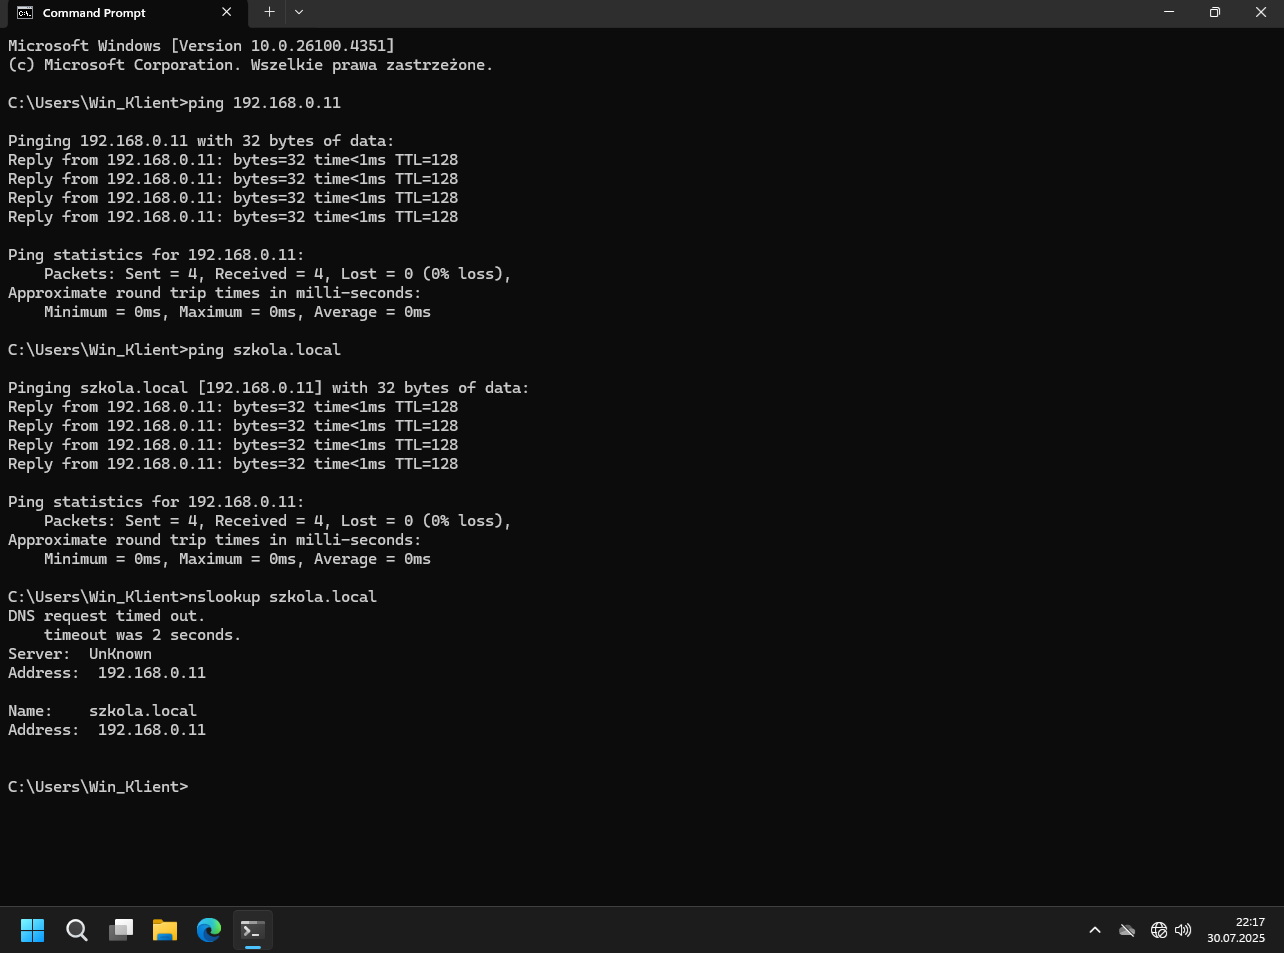 Command Prompt
Microsoft Windows [Version 10.0.26100.4351]
(c) Microsoft Corporation. Wszelkie prawa zastrzeżone.
C:\Users\Win_Klient>ping 192.168.0.11
Pinging 192.168.0.11 with 32 bytes of data:
Reply from 192.168.0.11: bytes=32 time<1ms TTL=128
Reply from 192.168.0.11: bytes=32 time<1ms TTL=128
Reply from 192.168.0.11: bytes=32 time<1ms TTL=128
Reply from 192.168.0.11: bytes=32 time<1ms TTL=128
Ping statistics for 192.168.0.11:
    Packets: Sent = 4, Received = 4, Lost = 0 (0% loss),
Approximate round trip times in milli-seconds:
    Minimum = 0ms, Maximum = 0ms, Average = 0ms
C:\Users\Win_Klient>ping szkola.local
Pinging szkola.local [192.168.0.11] with 32 bytes of data:
Reply from 192.168.0.11: bytes=32 time<1ms TTL=128
Reply from 192.168.0.11: bytes=32 time<1ms TTL=128
Reply from 192.168.0.11: bytes=32 time<1ms TTL=128
Reply from 192.168.0.11: bytes=32 time<1ms TTL=128
Ping statistics for 192.168.0.11:
    Packets: Sent = 4, Received = 4, Lost = 0 (0% loss),
Approximate round trip times in milli-seconds:
    Minimum = 0ms, Maximum = 0ms, Average = 0ms
C:\Users\Win_Klient>nslookup szkola.local
DNS request timed out.
    timeout was 2 seconds.
Server:  UnKnown
Address:  192.168.0.11
Name:    szkola.local
Address:  192.168.0.11
C:\Users\Win_Klient>
22:17
30.07.2025